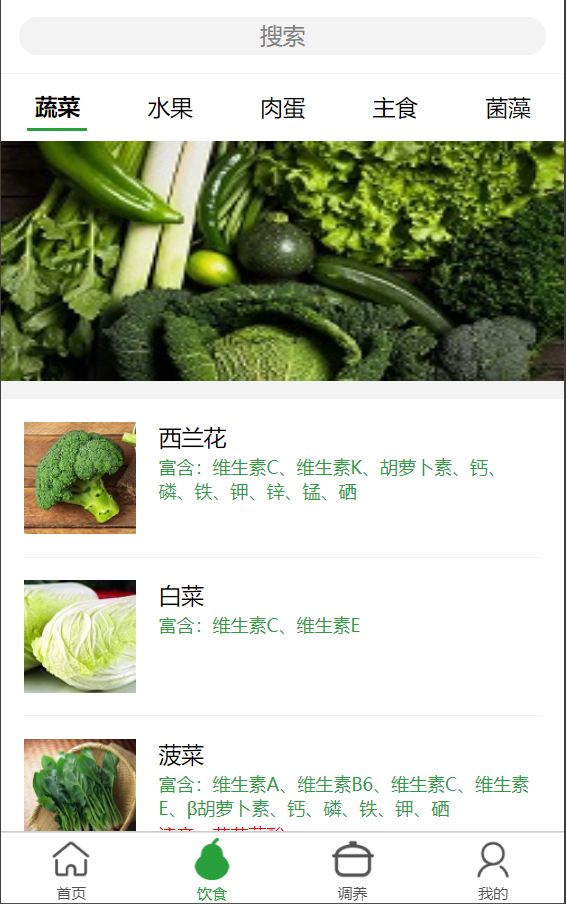 搜索
蔬菜 水果 肉蛋 主食 菌藻
西兰花
富含：维生素C、维生素K、胡萝卜素、钙、
磷、铁、钾、锌、锰、硒
白菜
富含：维生素C、维生素E
菠菜
富含：维生素A、维生素B6、维生素C、维生素
E、β胡萝卜素、钙、磷、铁、钾、硒
首页 饮食 调养 我的